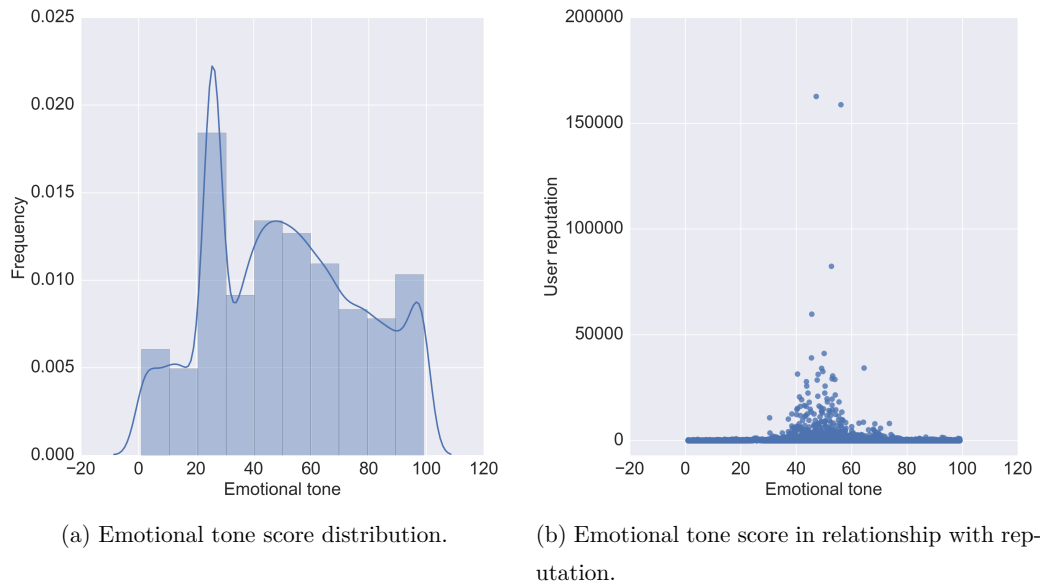 0.025
0.020
0.015
0.010
0.005
0.000
Frequency
−20 0 20 40 60 80 100 120
Emotional tone
(a) Emotional tone score distribution.
200000
150000
100000
50000
0
User reputation
−20 0 20 40 60 80 100 120
Emotional tone
(b) Emotional tone score in relationship with rep-
utation.